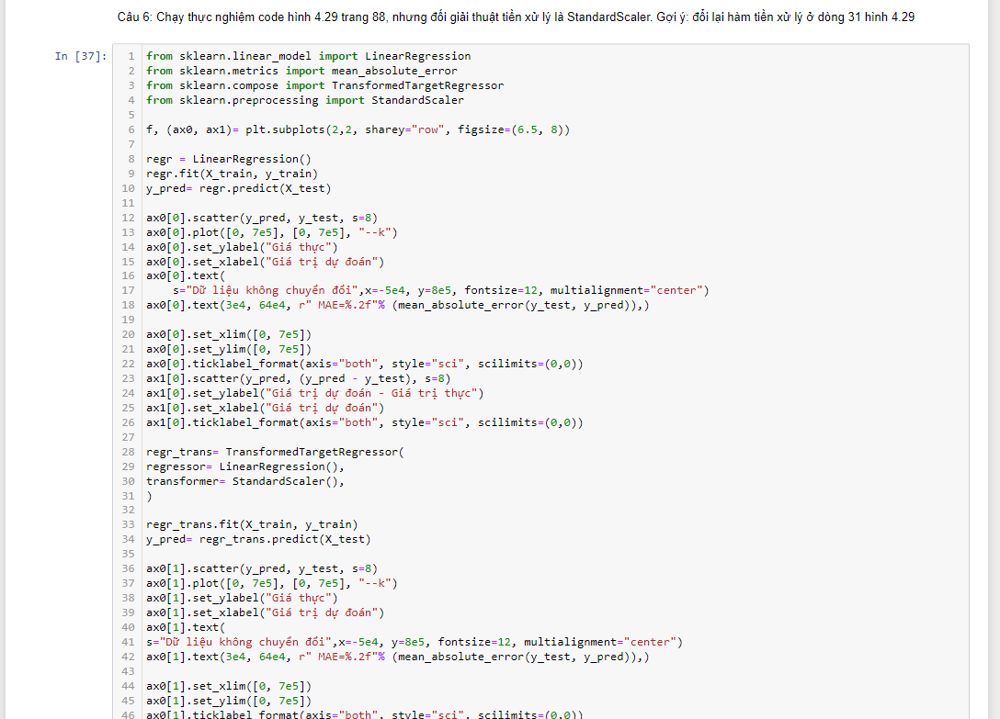 Câu 6: Chạy thực nghiệm code hình 4.29 trang 88, nhưng đổi giải thuật tiền xử lý là StandardScaler. Gợi ý: đổi lại hàm tiền xử lý ở dòng 31 hình 4.29
In [37]:
1 from sklearn.linear_model import LinearRegression
2 from sklearn.metrics import mean_absolute_error
3 from sklearn.compose import TransformedTargetRegressor
4 from sklearn.preprocessing import StandardScaler
5
6 f, (ax0, ax1)= plt.subplots(2,2, sharey="row", figsize=(6.5, 8))
7
8 regr = LinearRegression()
9 regr.fit(X_train, y_train)
10 y_pred= regr.predict(X_test)
11
12 ax0[0].scatter(y_pred, y_test, s=8)
13 ax0[0].plot([0, 7e5], [0, 7e5], "--k")
14 ax0[0].set_ylabel("Giá thực")
15 ax0[0].set_xlabel("Giá trị dự đoán")
16 ax0[0].text(
17     s="Dữ liệu không chuyển đổi",x=-5e4, y=8e5, fontsize=12, multialignment="center")
18 ax0[0].text(3e4, 64e4, r" MAE=%.2f"% (mean_absolute_error(y_test, y_pred)),)
19
20 ax0[0].set_xlim([0, 7e5])
21 ax0[0].set_ylim([0, 7e5])
22 ax0[0].ticklabel_format(axis="both", style="sci", scilimits=(0,0))
23 ax1[0].scatter(y_pred, (y_pred - y_test), s=8)
24 ax1[0].set_ylabel("Giá trị dự đoán - Giá trị thực")
25 ax1[0].set_xlabel("Giá trị dự đoán")
26 ax1[0].ticklabel_format(axis="both", style="sci", scilimits=(0,0))
27
28 regr_trans= TransformedTargetRegressor(
29 regressor= LinearRegression(),
30 transformer= StandardScaler(),
31 )
32
33 regr_trans.fit(X_train, y_train)
34 y_pred= regr_trans.predict(X_test)
35
36 ax0[1].scatter(y_pred, y_test, s=8)
37 ax0[1].plot([0, 7e5], [0, 7e5], "--k")
38 ax0[1].set_ylabel("Giá thực")
39 ax0[1].set_xlabel("Giá trị dự đoán")
40 ax0[1].text(
41 s="Dữ liệu không chuyển đổi",x=-5e4, y=8e5, fontsize=12, multialignment="center")
42 ax0[1].text(3e4, 64e4, r" MAE=%.2f"% (mean_absolute_error(y_test, y_pred)),)
43
44 ax0[1].set_xlim([0, 7e5])
45 ax0[1].set_ylim([0, 7e5])
46 ax0[1].ticklabel_format(axis="both", style="sci", scilimits=(0,0))